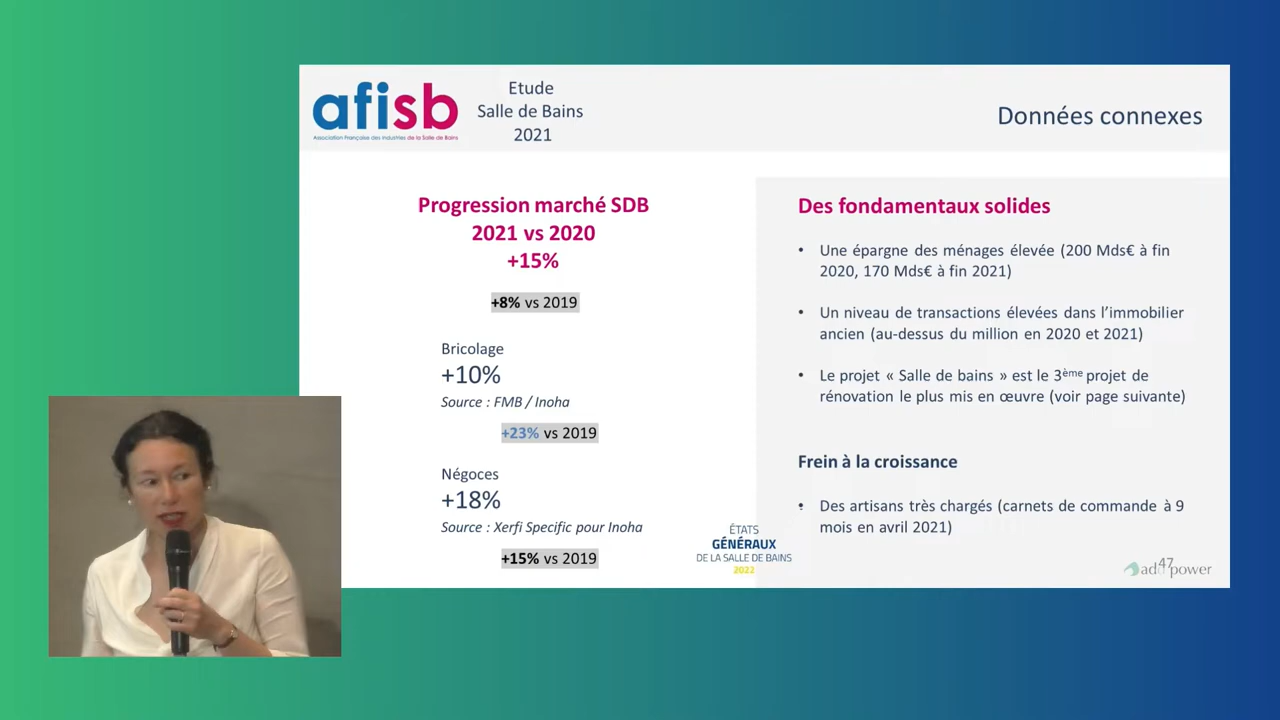 afisb
Association Française des Industries de la Salle de Bains
Etude
Salle de Bains
2021
Données connexes
Progression marché SDB
2021 vs 2020
+15%
+8% vs 2019
Bricolage
+10%
Source : FMB / Inoha
+23% vs 2019
Négoces
+18%
Source : Xerfi Specific pour Inoha
+15% vs 2019
Des fondamentaux solides
• Une épargne des ménages élevée (200 Mds€ à fin
2020, 170 Mds€ à fin 2021)
• Un niveau de transactions élevées dans l’immobilier
ancien (au-dessus du million en 2020 et 2021)
• Le projet « Salle de bains » est le 3ème projet de
rénovation le plus mis en œuvre (voir page suivante)
Frein à la croissance
• Des artisans très chargés (carnets de commande à 9
mois en avril 2021)
ÉTATS
GÉNÉRAUX
DE LA SALLE DE BAINS
2022
47
add power